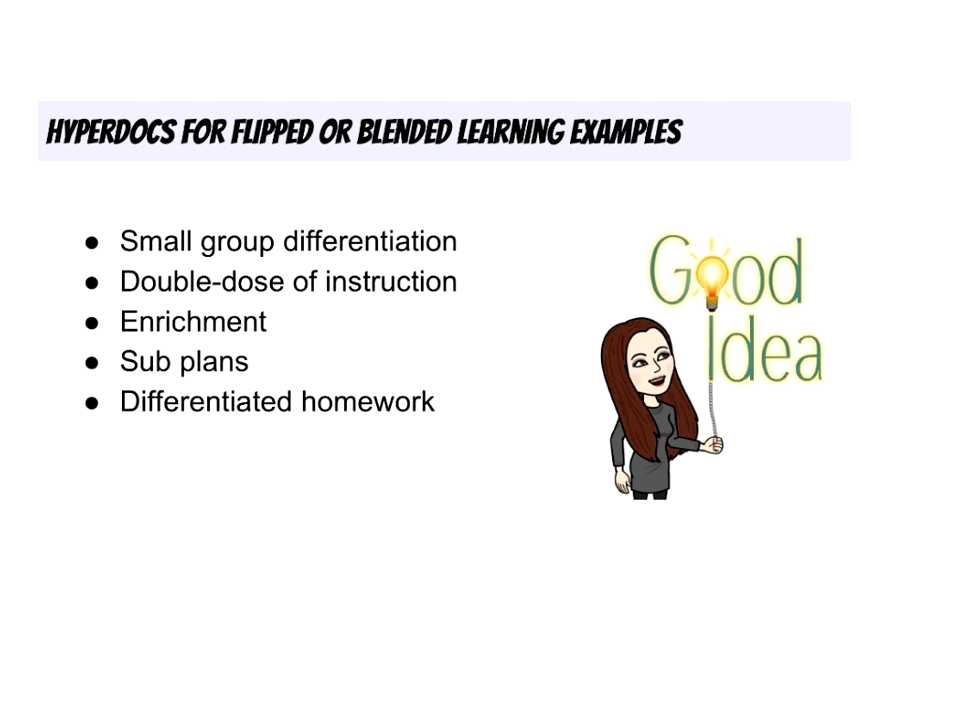 HYPERDOCS FOR FLIPPED OR BLENDED LEARNING EXAMPLES
● Small group differentiation
● Double-dose of instruction
● Enrichment
● Sub plans
● Differentiated homework
Good
Idea